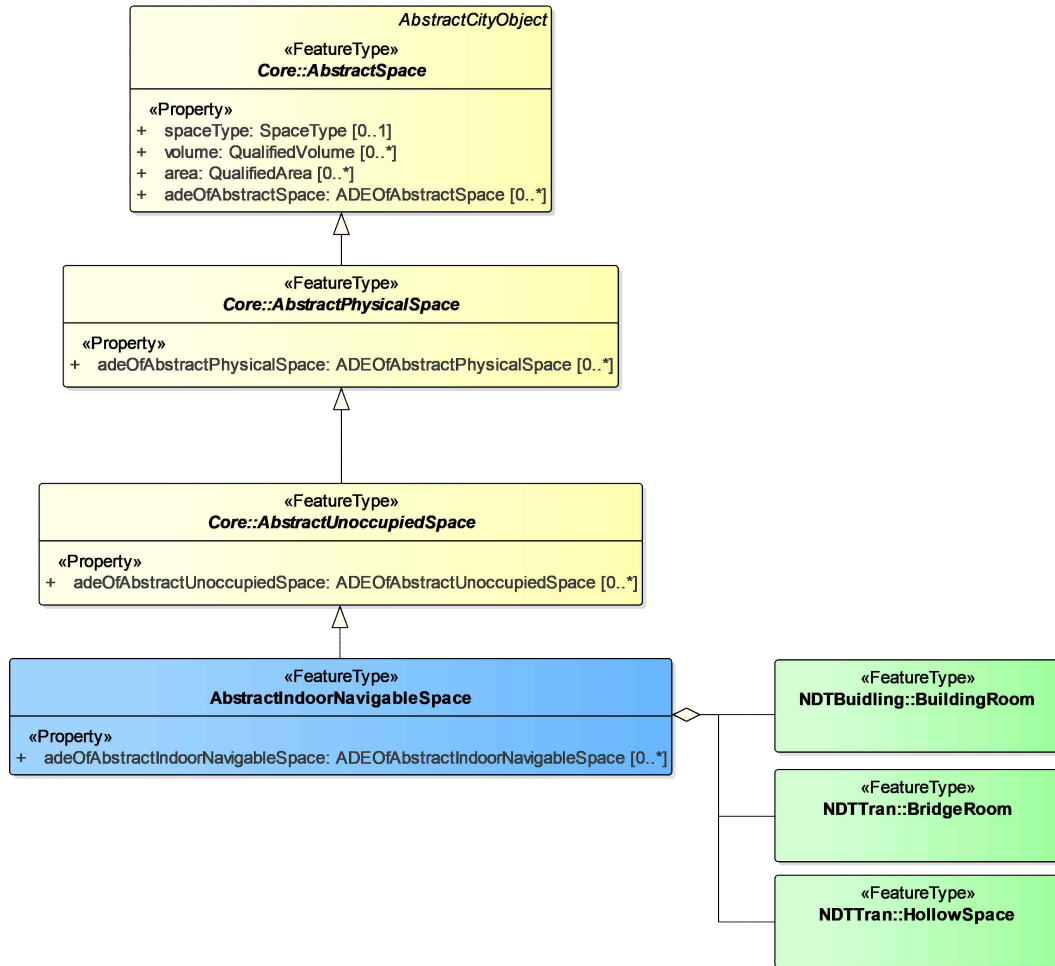 AbstractCityObject
«FeatureType»
Core::AbstractSpace
«Property»
+ spaceType: SpaceType [0..1]
+ volume: QualifiedVolume [0..*]
+ area: QualifiedArea [0..*]
+ adeOfAbstractSpace: ADEOfAbstractSpace [0..*]
«FeatureType»
Core::AbstractPhysicalSpace
«Property»
+ adeOfAbstractPhysicalSpace: ADEOfAbstractPhysicalSpace [0..*]
«FeatureType»
Core::AbstractUnoccupiedSpace
«Property»
+ adeOfAbstractUnoccupiedSpace: ADEOfAbstractUnoccupiedSpace [0..*]
«FeatureType»
AbstractIndoorNavigableSpace
«Property»
+ adeOfAbstractIndoorNavigableSpace: ADEOfAbstractIndoorNavigableSpace [0..*]
«FeatureType»
NDTBuidling::BuildingRoom
«FeatureType»
NDTTran::BridgeRoom
«FeatureType»
NDTTran::HollowSpace